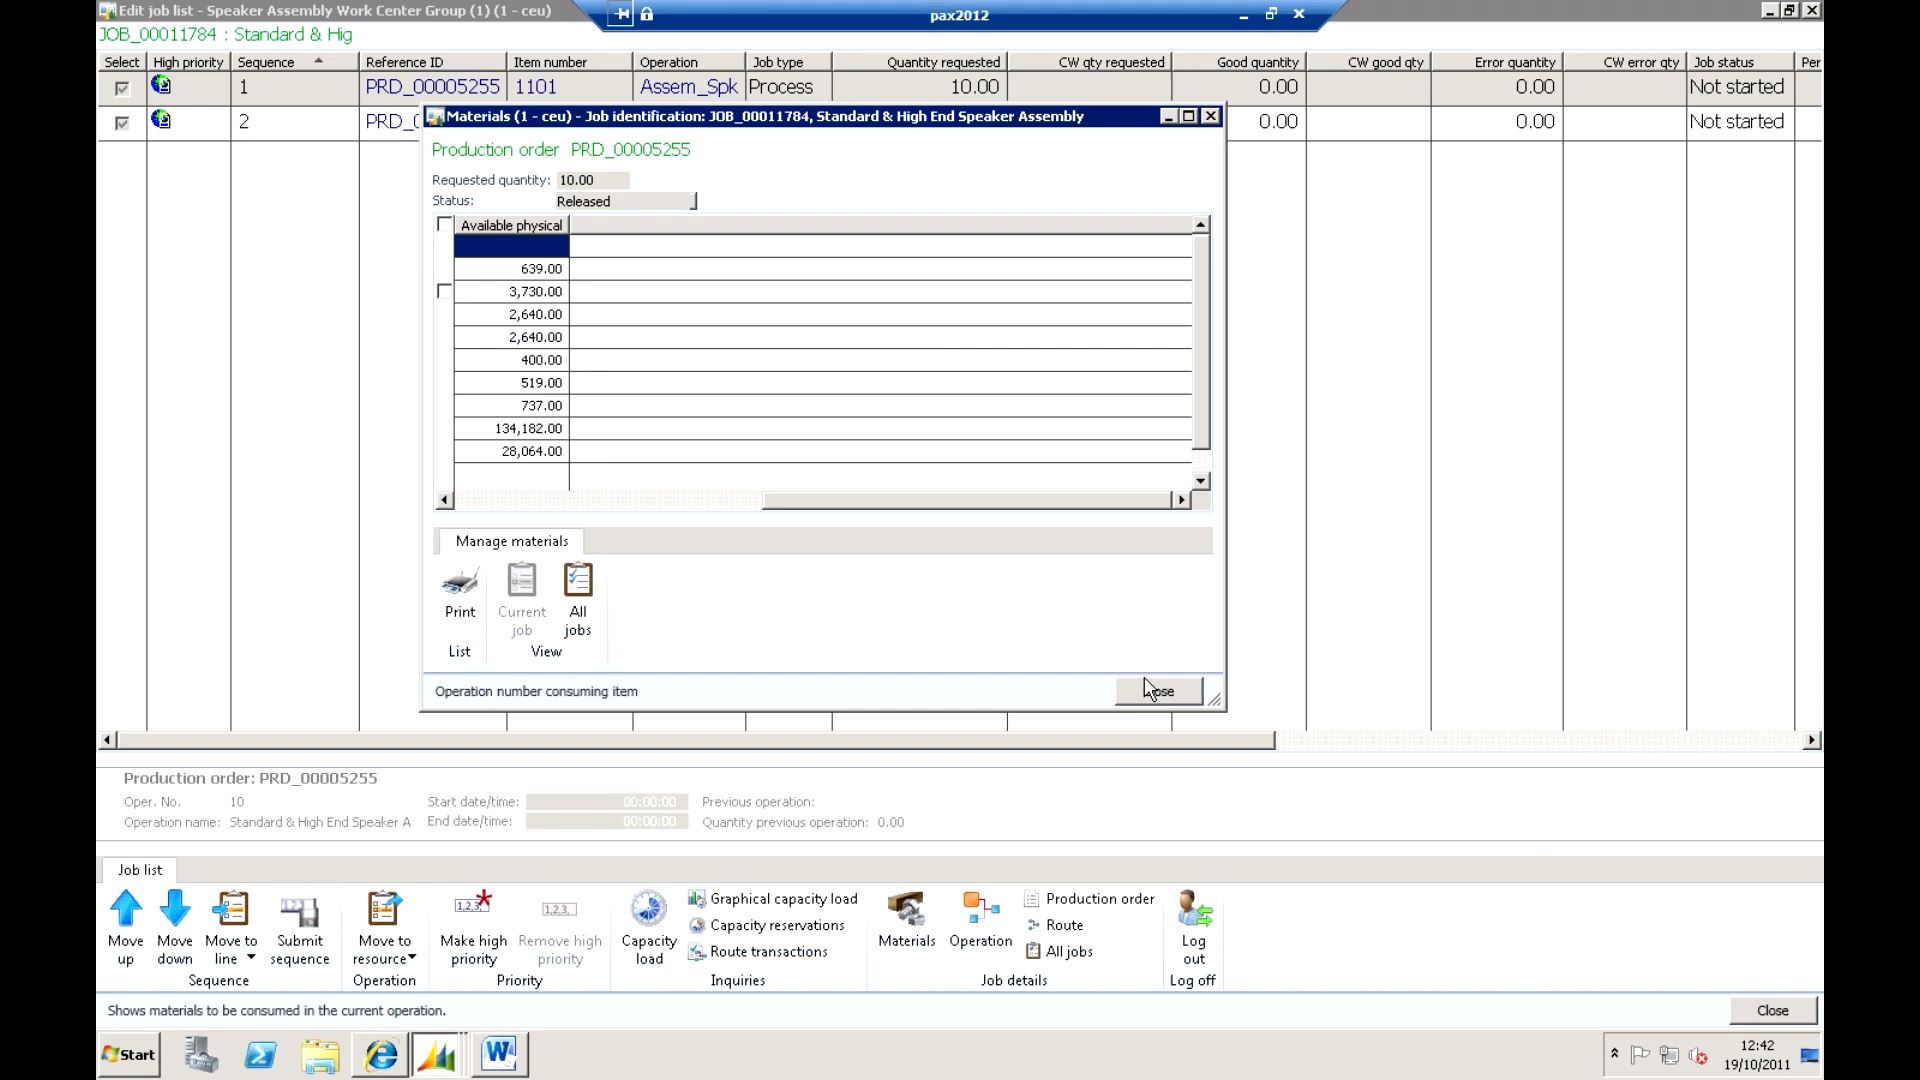 Edit job list - Speaker Assembly Work Center Group (1) (1 - ceu)
pax2012
JOB_00011784 : Standard & Hig
Select High priority Sequence Reference ID Item number Operation Job type Quantity requested CW qty requested Good quantity CW good qty Error quantity CW error qty Job status Per
1 PRD_00005255 1101 Assem_Spk Process 10.00 0.00 0.00 Not started
2 PRD_0 0.00 0.00 Not started
Materials (1 - ceu) - Job identification: JOB_00011784, Standard & High End Speaker Assembly
Production order PRD_00005255
Requested quantity: 10.00
Status: Released
Available physical
639.00
3,730.00
2,640.00
2,640.00
400.00
519.00
737.00
134,182.00
28,064.00
Manage materials
Print
Current job
All jobs
List View
Operation number consuming item
Production order: PRD_00005255
Oper. No. 10 Start date/time: 00:00:00 Previous operation:
Operation name: Standard & High End Speaker A End date/time: 00:00:00 Quantity previous operation: 0.00
Job list
Move up
Move down
Move to line
Submit sequence
Move to resource
1,2,3
Make high priority
1,2,3,
Remove high priority
Capacity load
Graphical capacity load
Capacity reservations
Route transactions
Materials
Operation
Production order
Route
All jobs
Log out
Sequence Operation Priority Inquiries Job details Log off
Shows materials to be consumed in the current operation.
Close
Start
12:42
19/10/2011